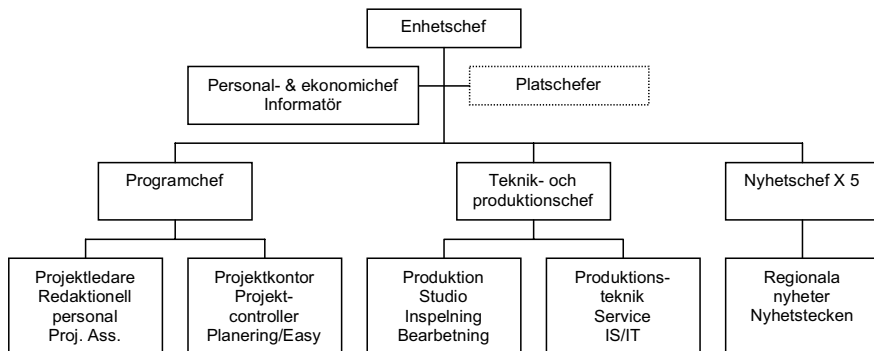 Enhetschef
Personal- & ekonomichef
Informatör
Platschefer
Programchef
Teknik- och
produktionschef
Nyhetschef X 5
Projektledare
Redaktionell
personal
Proj. Ass.
Projektkontor
Projekt-
controller
Planering/Easy
Produktion
Studio
Inspelning
Bearbetning
Produktions-
teknik
Service
IS/IT
Regionala
nyheter
Nyhetstecken